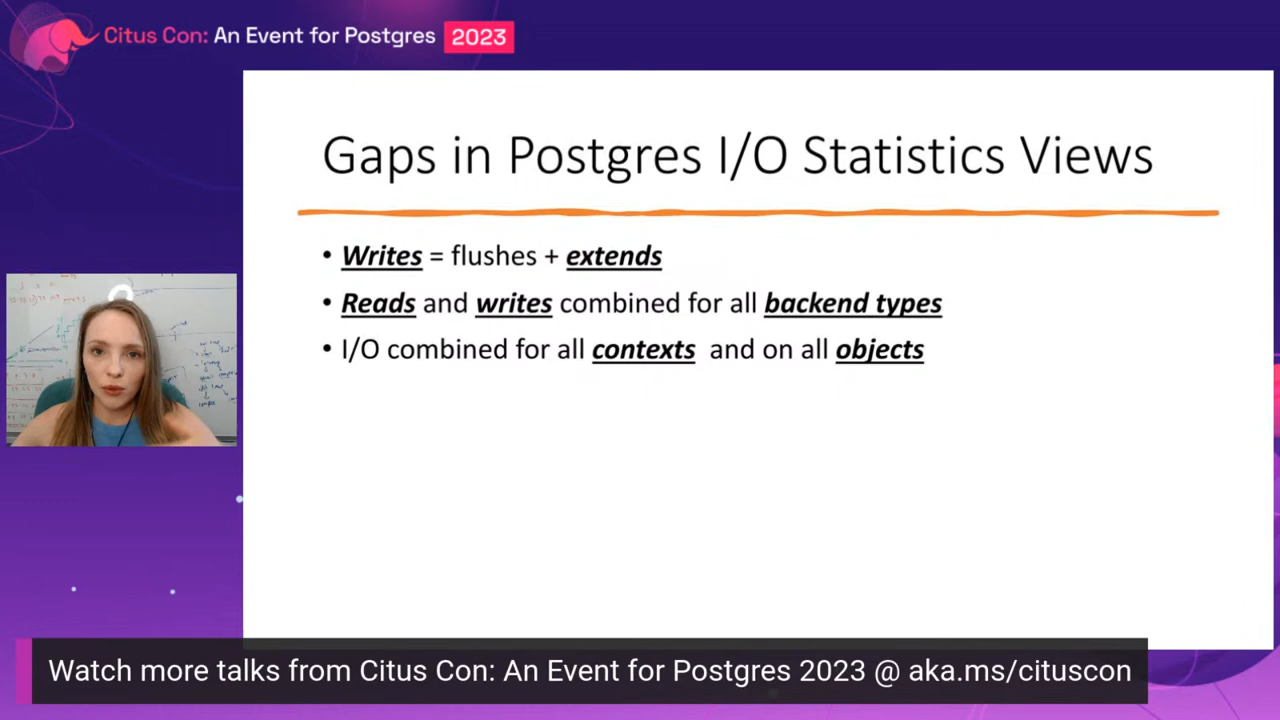 Citus Con: An Event for Postgres 2023
Gaps in Postgres I/O Statistics Views
• Writes = flushes + extends
• Reads and writes combined for all backend types
• I/O combined for all contexts and on all objects
Watch more talks from Citus Con: An Event for Postgres 2023 @ aka.ms/cituscon